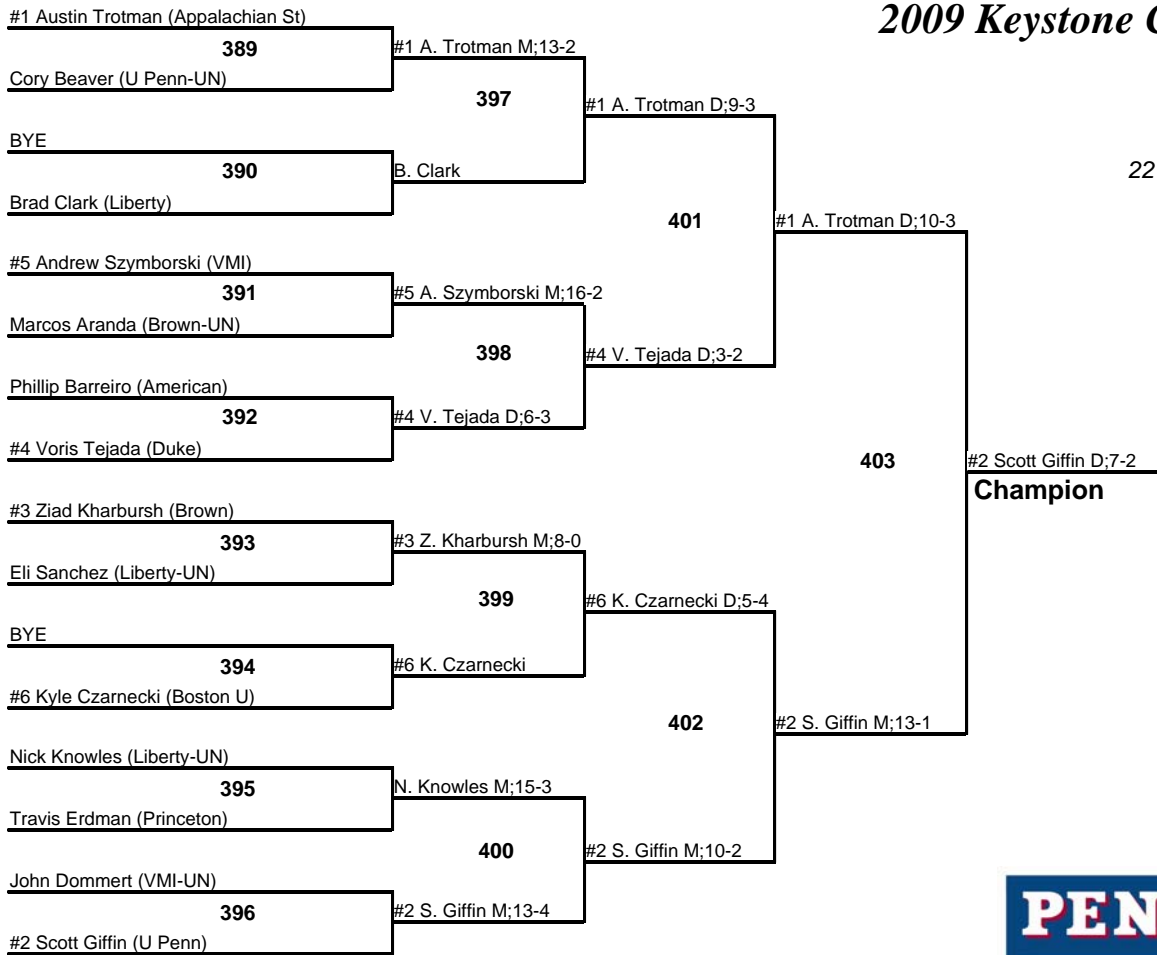 2009 Keystone C
22
#1 Austin Trotman (Appalachian St)
389
Cory Beaver (U Penn-UN)
BYE
390
Brad Clark (Liberty)
#5 Andrew Szymborski (VMI)
391
Marcos Aranda (Brown-UN)
Phillip Barreiro (American)
392
#4 Voris Tejada (Duke)
#3 Ziad Kharbursh (Brown)
393
Eli Sanchez (Liberty-UN)
BYE
394
#6 Kyle Czarnecki (Boston U)
Nick Knowles (Liberty-UN)
395
Travis Erdman (Princeton)
John Dommert (VMI-UN)
396
#2 Scott Giffin (U Penn)
#1 A. Trotman M;13-2
397
B. Clark
#5 A. Szymborski M;16-2
398
#4 V. Tejada D;6-3
#3 Z. Kharbursh M;8-0
399
#6 K. Czarnecki
N. Knowles M;15-3
400
#2 S. Giffin M;13-4
#1 A. Trotman D;9-3
401
#4 V. Tejada D;3-2
#6 K. Czarnecki D;5-4
402
#2 S. Giffin M;10-2
#1 A. Trotman D;10-3
403
#2 S. Giffin M;13-1
#2 Scott Giffin D;7-2
Champion
PEN